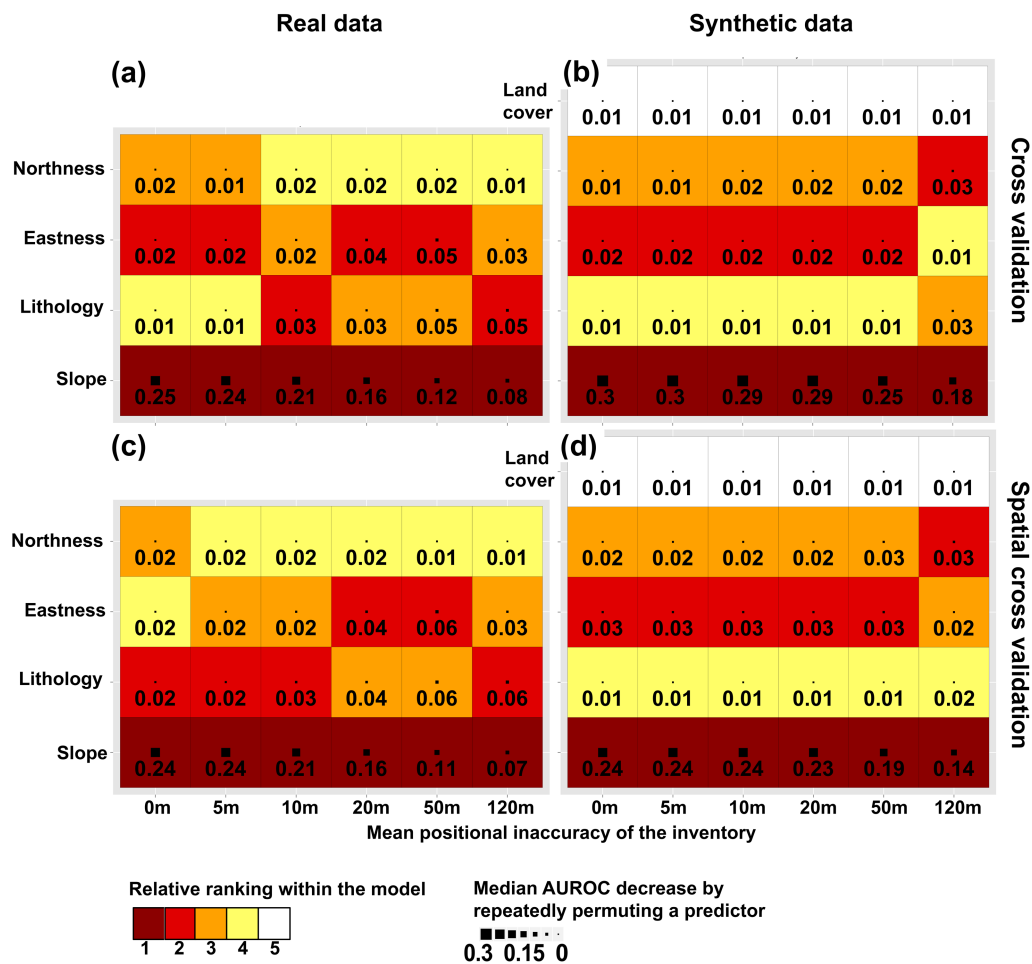 Real data
Synthetic data
(a)
(b)
Land
cover
0.01 0.01 0.01 0.01 0.01 0.01
Northness
0.02 0.01 0.02 0.02 0.02 0.01
0.01 0.01 0.02 0.02 0.02 0.03
Eastness
0.02 0.02 0.02 0.04 0.05 0.03
0.02 0.02 0.02 0.02 0.02 0.01
Lithology
0.01 0.01 0.03 0.03 0.05 0.05
0.01 0.01 0.01 0.01 0.01 0.03
Slope
0.25 0.24 0.21 0.16 0.12 0.08
0.3 0.3 0.29 0.29 0.25 0.18
Cross validation
(c)
(d)
Land
cover
0.01 0.01 0.01 0.01 0.01 0.01
Northness
0.02 0.02 0.02 0.02 0.01 0.01
0.02 0.02 0.02 0.02 0.03 0.03
Eastness
0.02 0.02 0.02 0.04 0.06 0.03
0.03 0.03 0.03 0.03 0.03 0.02
Lithology
0.02 0.02 0.03 0.04 0.06 0.06
0.01 0.01 0.01 0.01 0.01 0.02
Slope
0.24 0.24 0.21 0.16 0.11 0.07
0.24 0.24 0.24 0.23 0.19 0.14
Spatial cross validation
0m 5m 10m 20m 50m 120m
0m 5m 10m 20m 50m 120m
Mean positional inaccuracy of the inventory
Relative ranking within the model
1 2 3 4 5
Median AUROC decrease by
repeatedly permuting a predictor
0.3 0.15 0